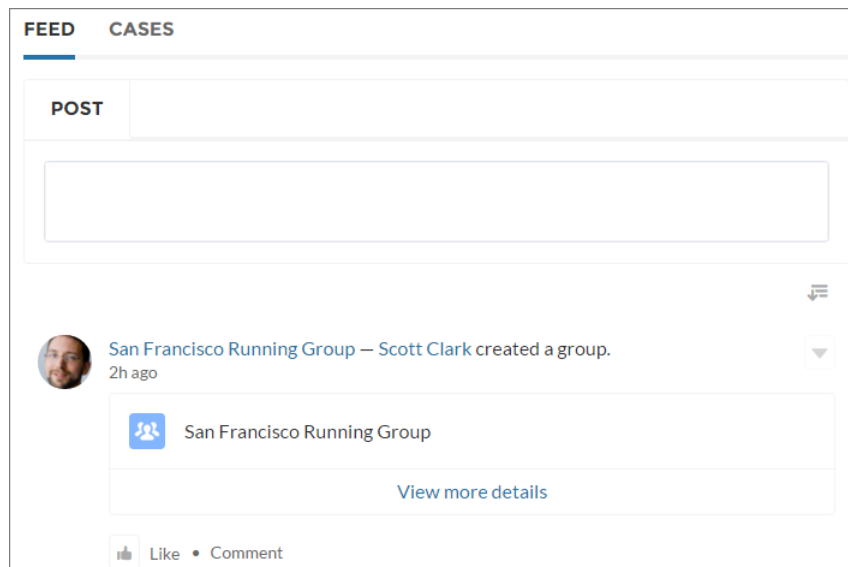 FEED CASES
POST
San Francisco Running Group — Scott Clark created a group.
2h ago
San Francisco Running Group
View more details
Like • Comment